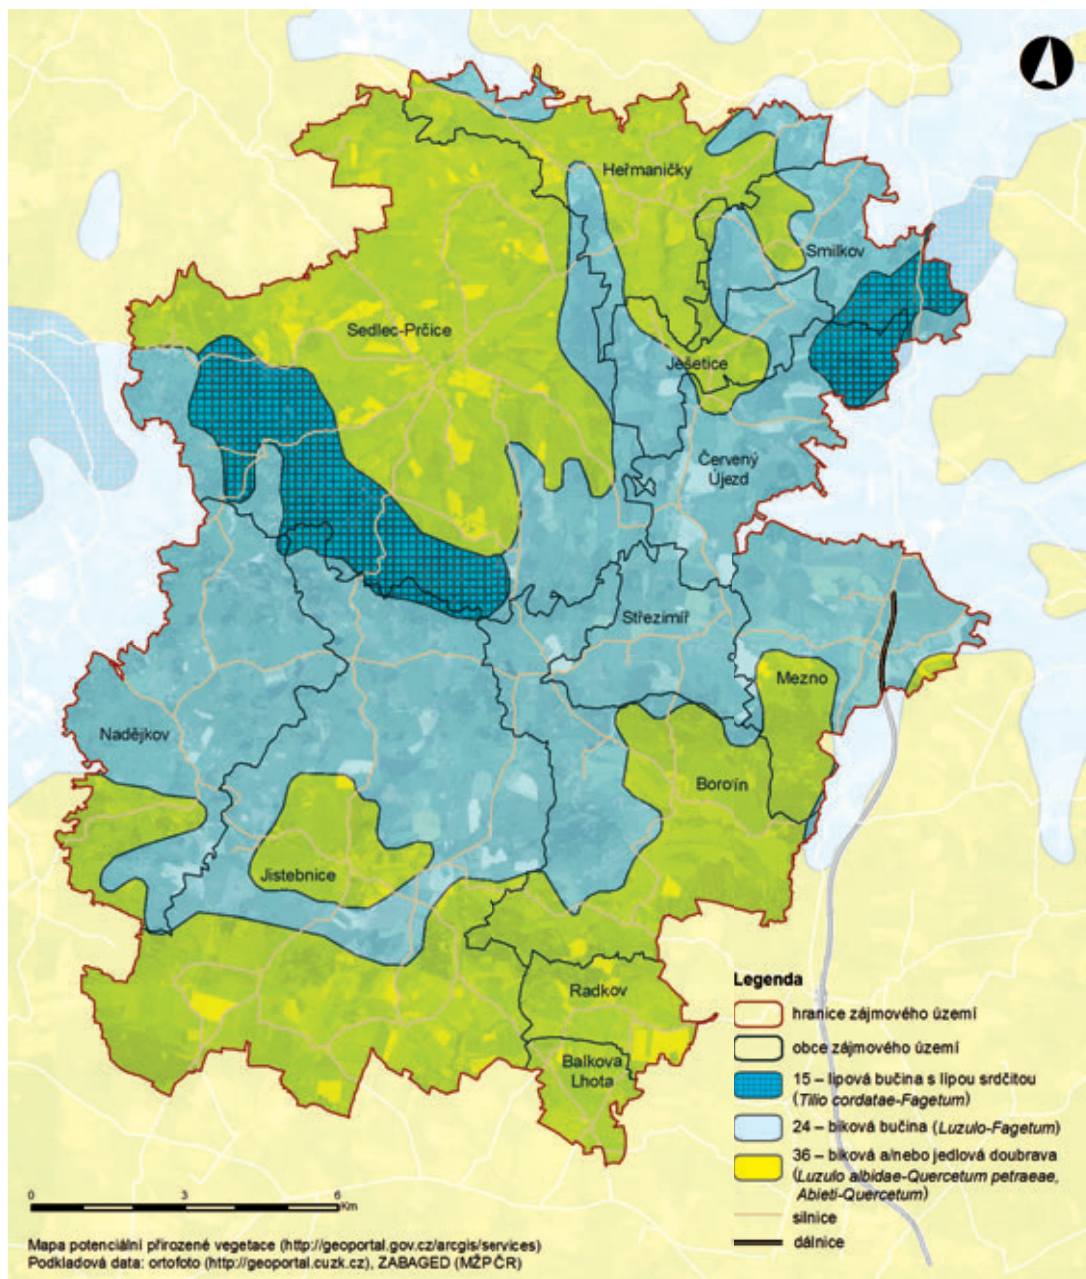 Heřmaničky
Smilkov
Sedlec-Prčice
Ješetice
Červený
Újezd
Střezimíř
Mezno
Nadějkov
Boro'ín
Jistebnice
Radkov
Balkova
Lhota
Legenda
hranice zájmového území
obce zájmového území
15 – lipová bučina s lípou srdčitou
(Tilio cordatae-Fagetum)
24 – biková bučina (Luzulo-Fagetum)
36 – biková a/nebo jedlová doubrava
(Luzulo albidae-Quercetum petraeae,
Abieti-Quercetum)
silnice
dálnice
0 3 6
Km
Mapa potenciální přirozené vegetace (http://geoportal.gov.cz/arcgis/services)
Podkladová data: ortofoto (http://geoportal.cuzk.cz), ZABAGED (MŽPČR)